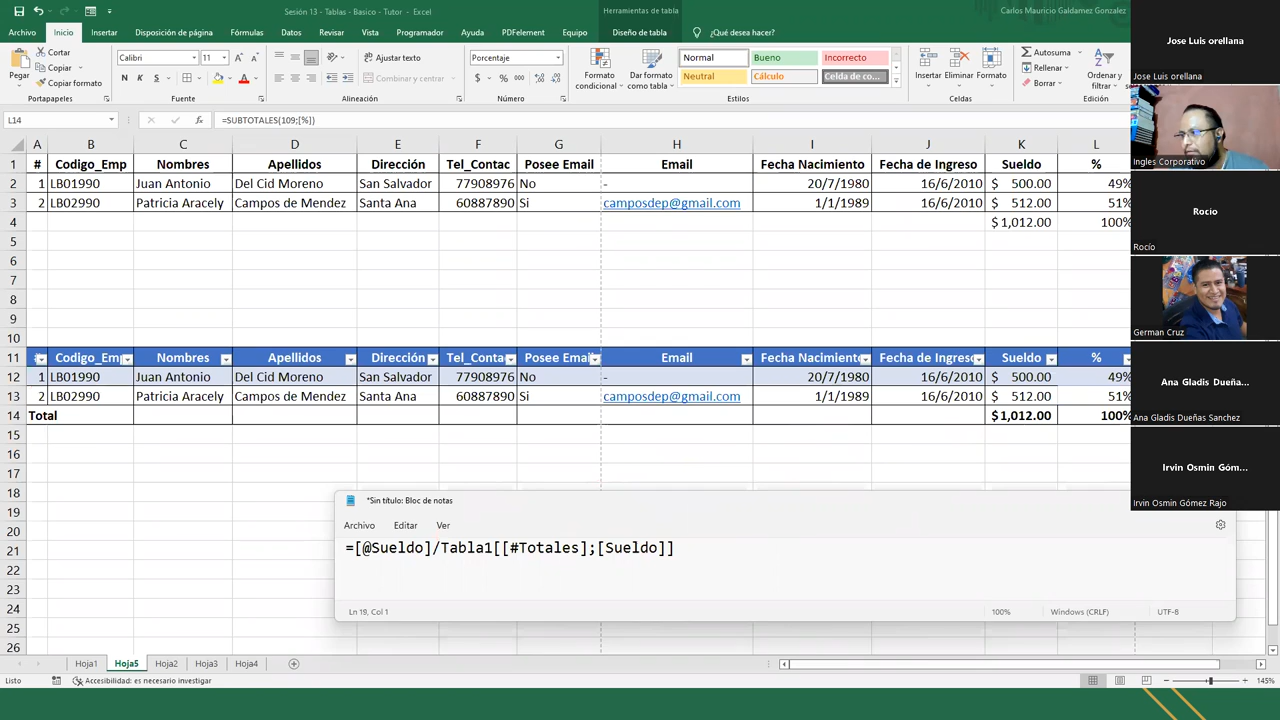 Sesión 13 - Tablas - Basico - Tutor - Excel
Herramientas de tabla
Carlos Mauricio Galdamez Gonzalez
Archivo Inicio Insertar Disposición de página Fórmulas Datos Revisar Vista Programador Ayuda PDFelement Equipo Diseño de tabla ¿Qué desea hacer?
Pegar
Cortar
Copiar
Copiar formato
Portapapeles
Calibri 11
N K S
Fuente
Ajustar texto
Combinar y centrar
Alineación
Porcentaje
$ % 000
Número
Formato condicional
Dar formato como tabla
Normal Bueno Incorrecto
Neutral Cálculo Celda de co...
Estilos
Insertar Eliminar Formato
Celdas
Autosuma
Rellenar
Borrar
Ordenar y filtrar
Edición
L14 fx =SUBTOTALES(109;[%])
A B C D E F G H I J K L
1 # Codigo_Emp Nombres Apellidos Dirección Tel_Contac Posee Email Email Fecha Nacimiento Fecha de Ingreso Sueldo %
2 1 LB01990 Juan Antonio Del Cid Moreno San Salvador 77908976 No - 20/7/1980 16/6/2010 $ 500.00 49%
3 2 LB02990 Patricia Aracely Campos de Mendez Santa Ana 60887890 Si camposdep@gmail.com 1/1/1989 16/6/2010 $ 512.00 51%
4 $ 1,012.00 100%
5
6
7
8
9
10
11 # Codigo_Emp Nombres Apellidos Dirección Tel_Contac Posee Email Email Fecha Nacimiento Fecha de Ingreso Sueldo %
12 1 LB01990 Juan Antonio Del Cid Moreno San Salvador 77908976 No - 20/7/1980 16/6/2010 $ 500.00 49%
13 2 LB02990 Patricia Aracely Campos de Mendez Santa Ana 60887890 Si camposdep@gmail.com 1/1/1989 16/6/2010 $ 512.00 51%
14 Total $ 1,012.00 100%
15
16
17
18
19
20
21
22
23
24
25
26
*Sin título: Bloc de notas
Archivo Editar Ver
=[@Sueldo]/Tabla1[[#Totales];[Sueldo]]
Ln 19, Col 1 100% Windows (CRLF) UTF-8
Hoja1 Hoja5 Hoja2 Hoja3 Hoja4
Listo Accesibilidad: es necesario investigar 145%
Jose Luis orellana
Jose Luis orellana
Ingles Corporativo
Rocio
Rocío
German Cruz
Ana Gladis Dueña...
Ana Gladis Dueñas Sanchez
Irvin Osmin Góm...
Irvin Osmin Gómez Rajo